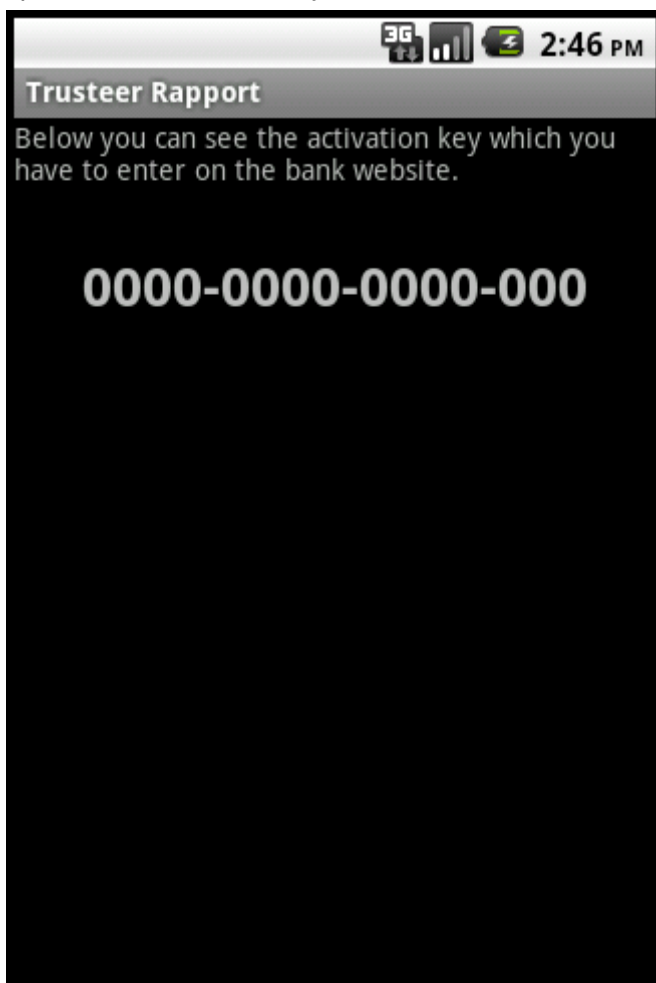 3G 2:46 PM
Trusteer Rapport
Below you can see the activation key which you
have to enter on the bank website.
0000-0000-0000-000